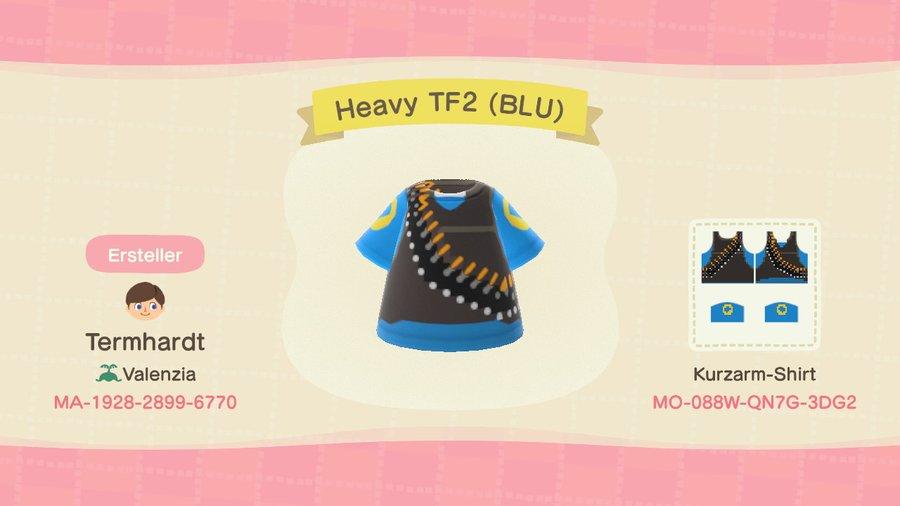 Heavy TF2 (BLU)
Ersteller
Termhardt
Valenzia
MA-1928-2899-6770
Kurzarm-Shirt
MO-088W-QN7G-3DG2